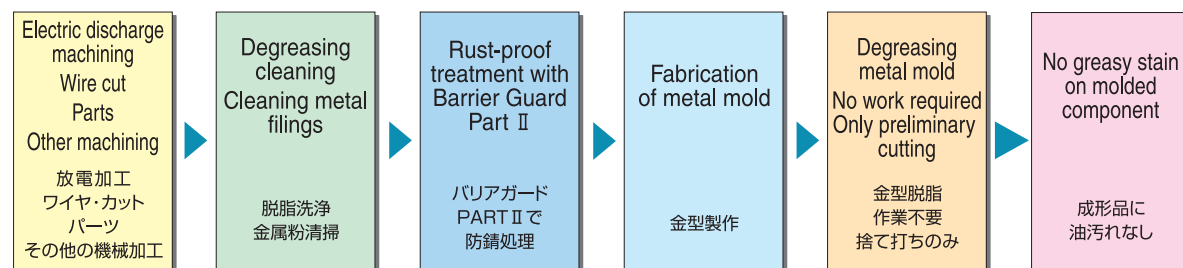 Electric discharge
machining
Wire cut
Parts
Other machining
放電加工
ワイヤ・カット
パーツ
その他の機械加工
Degreasing
cleaning
Cleaning metal
filings
脱脂洗浄
金属粉清掃
Rust-proof
treatment with
Barrier Guard
Part Ⅱ
バリアガード
PARTⅡで
防錆処理
Fabrication
of metal mold
金型製作
Degreasing
metal mold
No work required
Only preliminary
cutting
金型脱脂
作業不要
捨て打ちのみ
No greasy stain
on molded
component
成形品に
油汚れなし